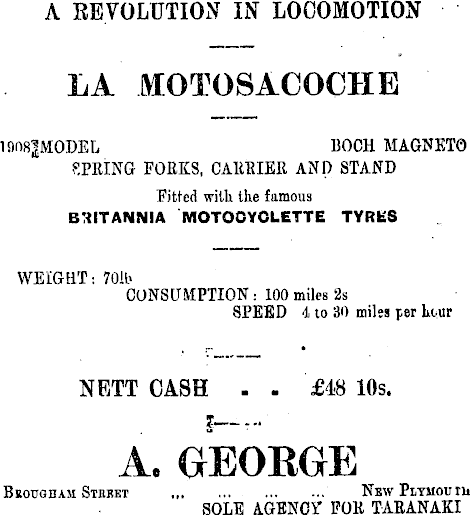 A REVOLUTION IN LOCOMOTION
LA MOTOSACOCHE
1908 MODEL BOCH MAGNETO
SPRING FORKS, CARRIER AND STAND
Fitted with the famous
BRITANNIA MOTOCYCLETTE TYRES
WEIGHT: 70lb
CONSUMPTION: 100 miles 2s
SPEED 4 to 30 miles per hour
NETT CASH . . £48 10s.
A. GEORGE
BROUGHAM STREET ... ... ... ... NEW PLYMOUTH
SOLE AGENCY FOR TARANAKI